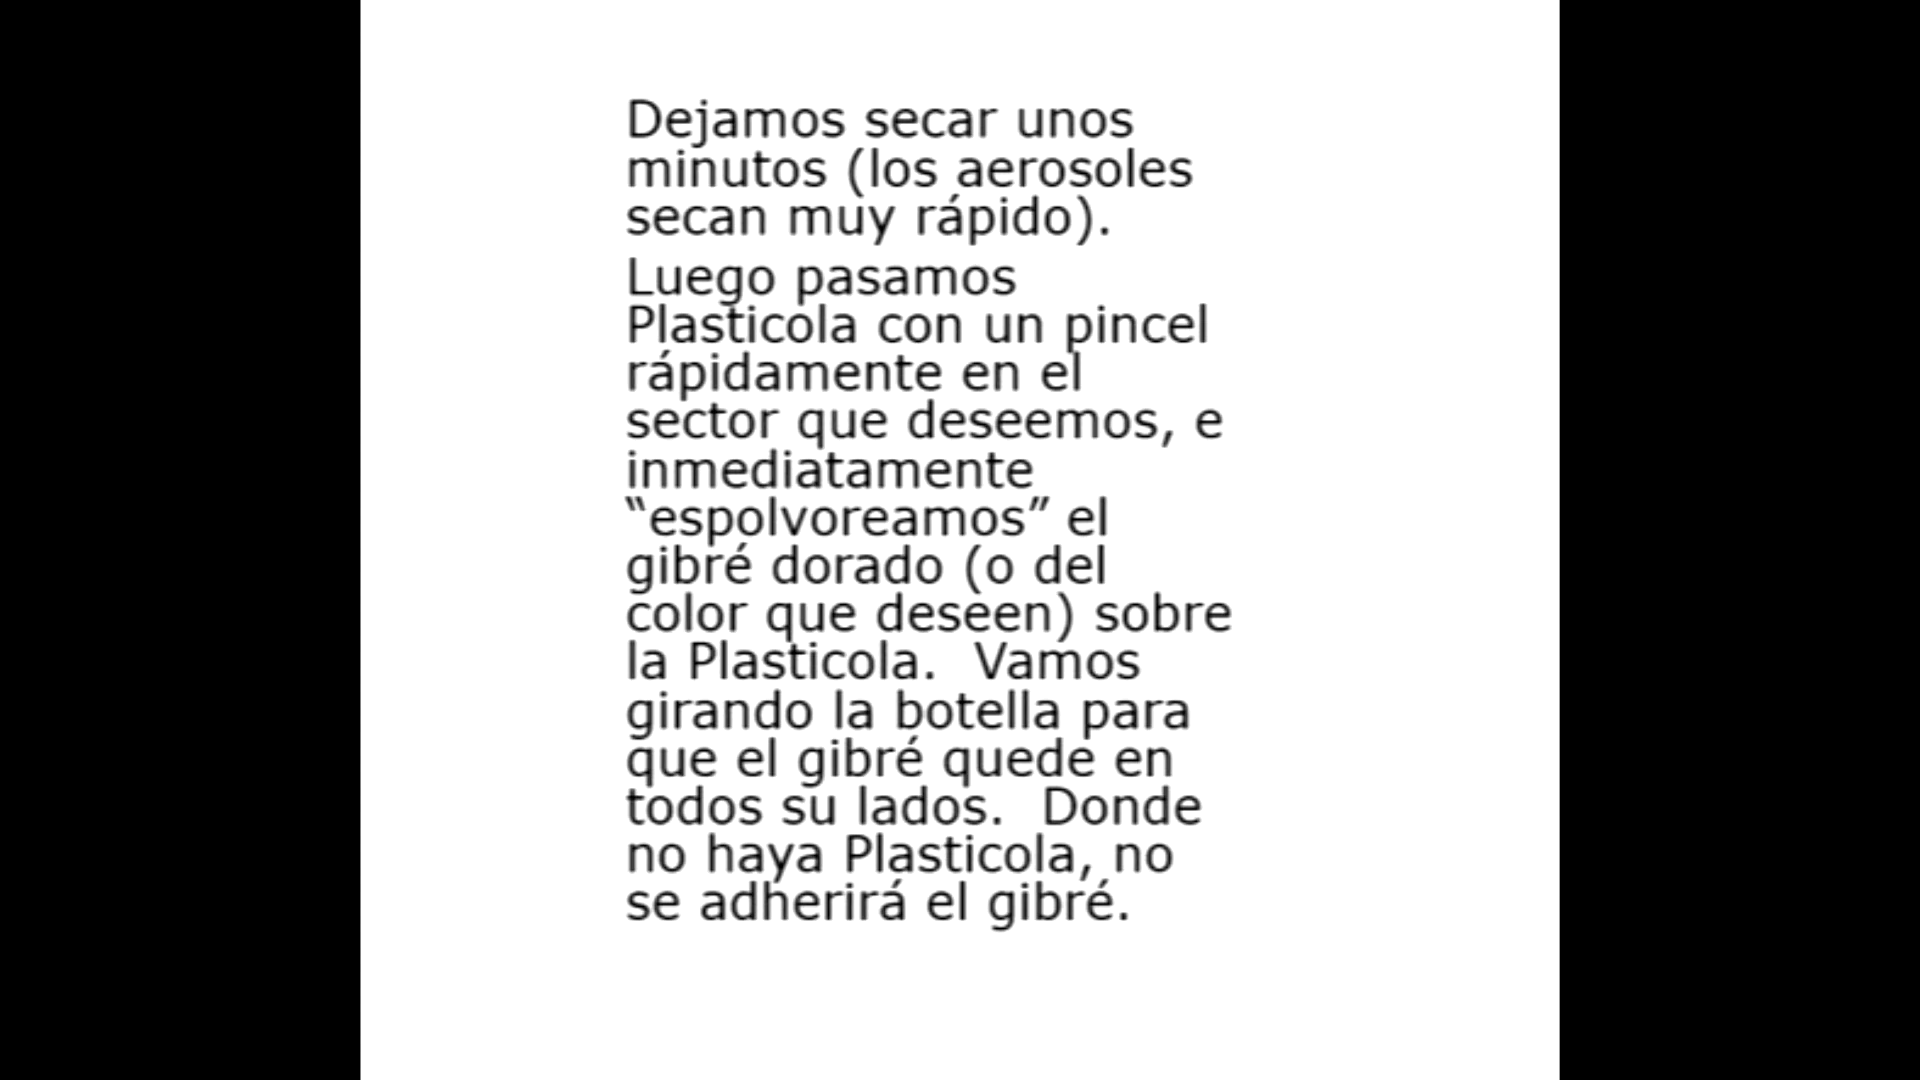 Dejamos secar unos
minutos (los aerosoles
secan muy rápido).
Luego pasamos
Plasticola con un pincel
rápidamente en el
sector que deseemos, e
inmediatamente
“espolvoreamos” el
gibré dorado (o del
color que deseen) sobre
la Plasticola.  Vamos
girando la botella para
que el gibré quede en
todos su lados.  Donde
no haya Plasticola, no
se adherirá el gibré.